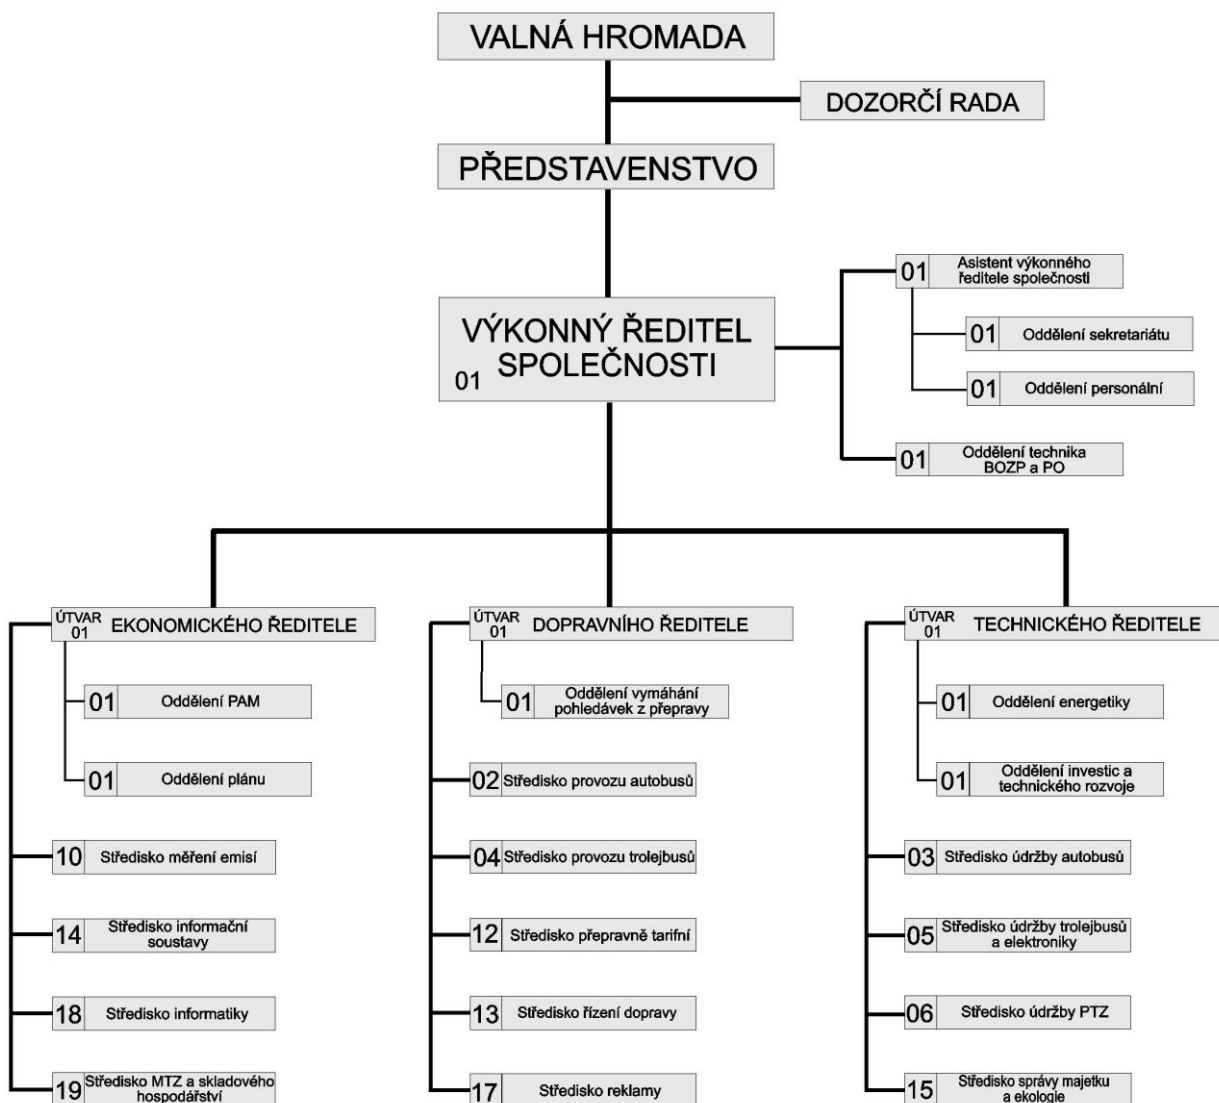 VALNÁ HROMADA
DOZORČÍ RADA
PŘEDSTAVENSTVO
VÝKONNÝ ŘEDITEL
SPOLEČNOSTI
01
01
Asistent výkonného
ředitele společnosti
01
Oddělení sekretariátu
01
Oddělení personální
01
Oddělení technika
BOZP a PO
ÚTVAR
01
EKONOMICKÉHO ŘEDITELE
01
Oddělení PAM
01
Oddělení plánu
10
Středisko měření emisí
14
Středisko informační
soustavy
18
Středisko informatiky
19
Středisko MTZ a skladového
hospodářství
ÚTVAR
01
DOPRAVNÍHO ŘEDITELE
01
Oddělení vymáhání
pohledávek z přepravy
02
Středisko provozu autobusů
04
Středisko provozu trolejbusů
12
Středisko přepravně tarifní
13
Středisko řízení dopravy
17
Středisko reklamy
ÚTVAR
01
TECHNICKÉHO ŘEDITELE
01
Oddělení energetiky
01
Oddělení investic a
technického rozvoje
03
Středisko údržby autobusů
05
Středisko údržby trolejbusů
a elektroniky
06
Středisko údržby PTZ
15
Středisko správy majetku
a ekologie